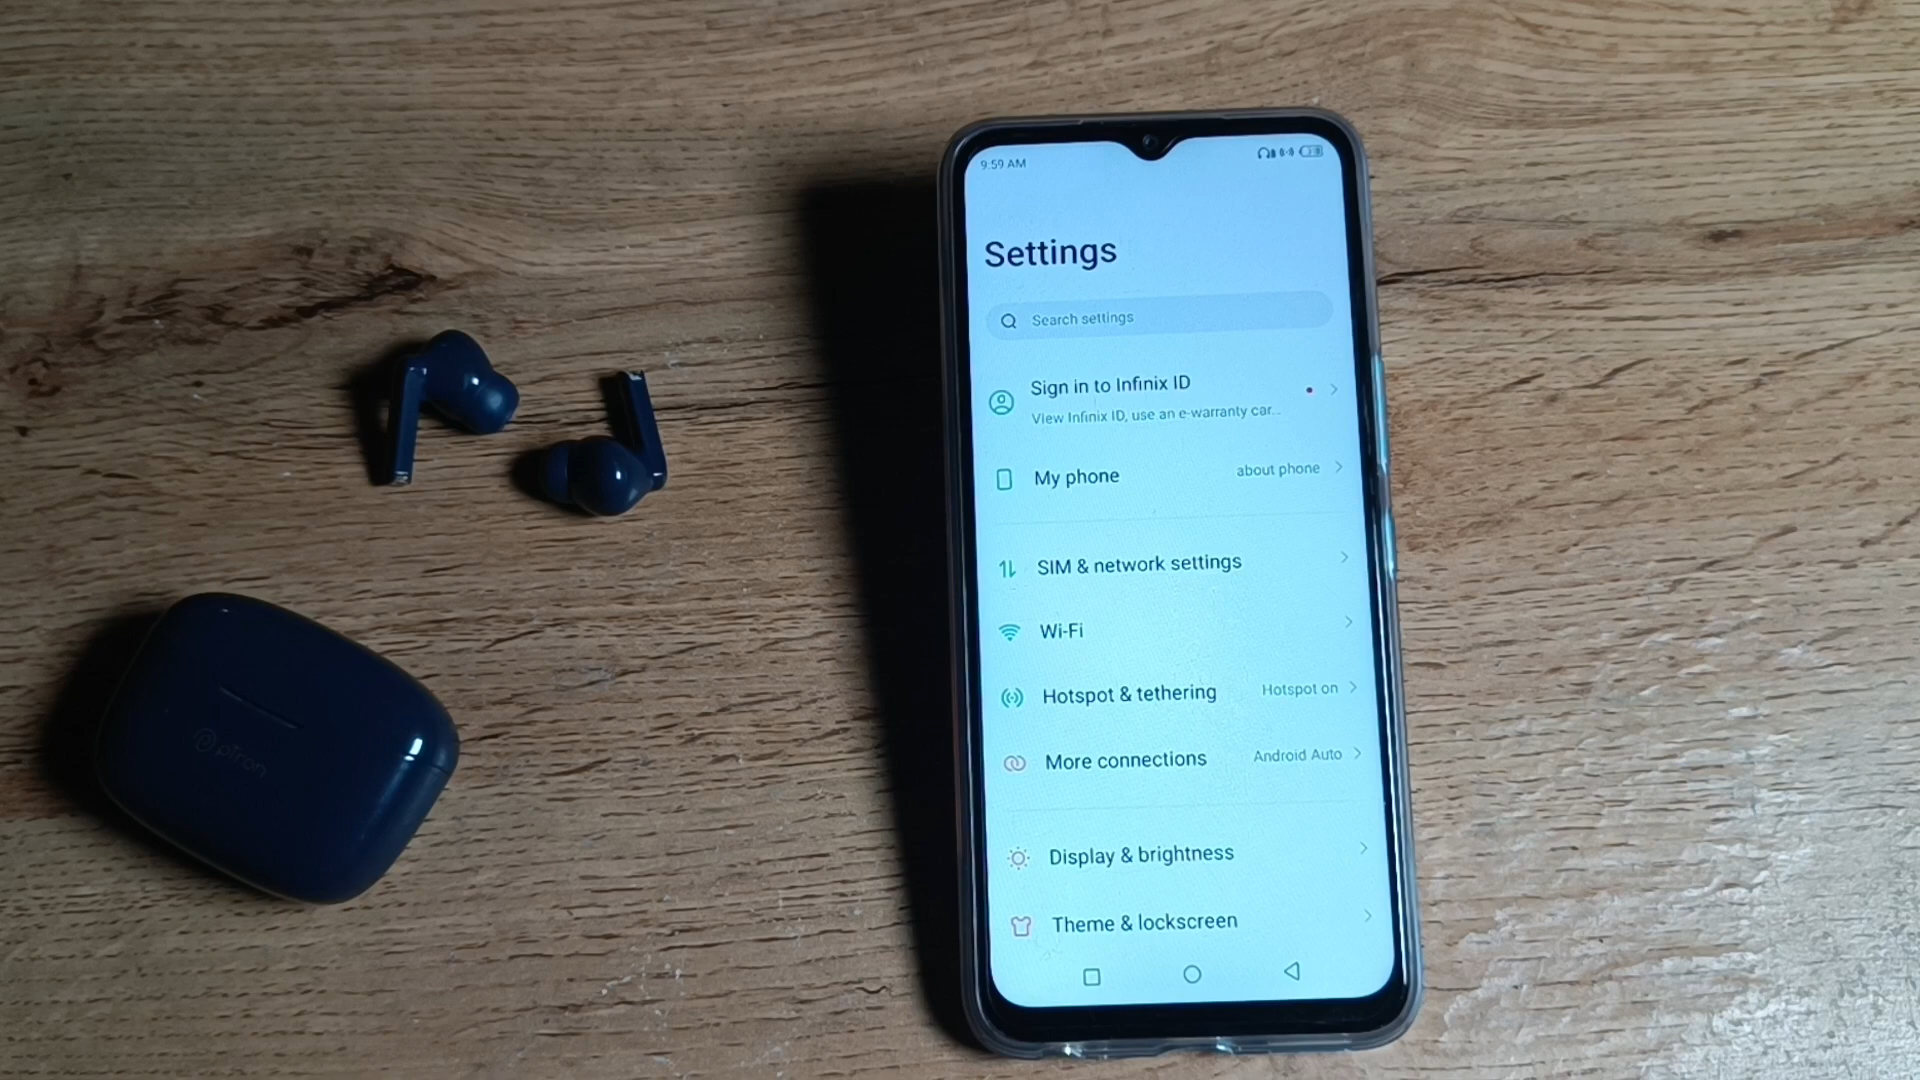 9:59 AM
Settings
Search settings
Sign in to Infinix ID
View Infinix ID, use an e-warranty car...
My phone
about phone
SIM & network settings
Wi-Fi
Hotspot & tethering
Hotspot on
More connections
Android Auto
Display & brightness
Theme & lockscreen
pTron